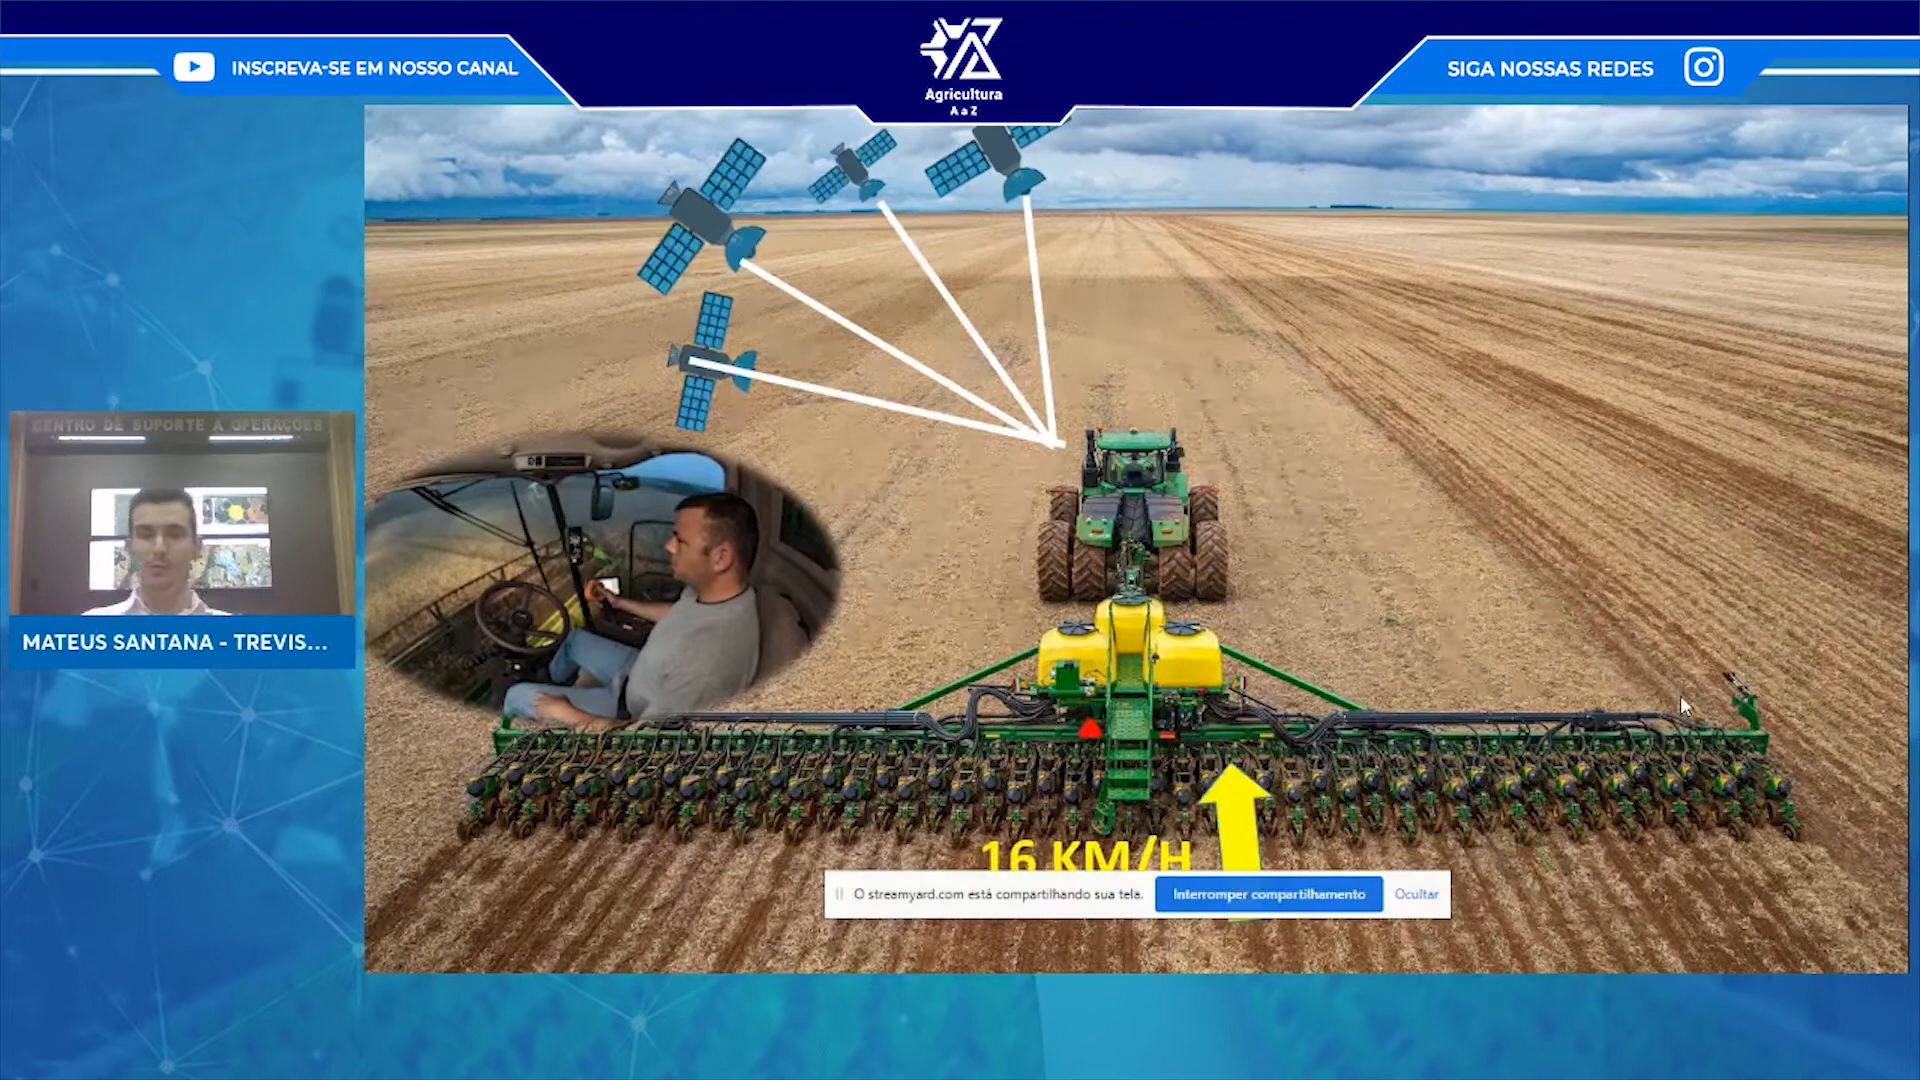 INSCREVA-SE EM NOSSO CANAL
Agricultura
A a Z
SIGA NOSSAS REDES
CENTRO DE SUPORTE A OPERAÇÕES
MATEUS SANTANA - TREVIS...
16 KM/H
O streamyard.com está compartilhando sua tela.
Interromper compartilhamento
Ocultar